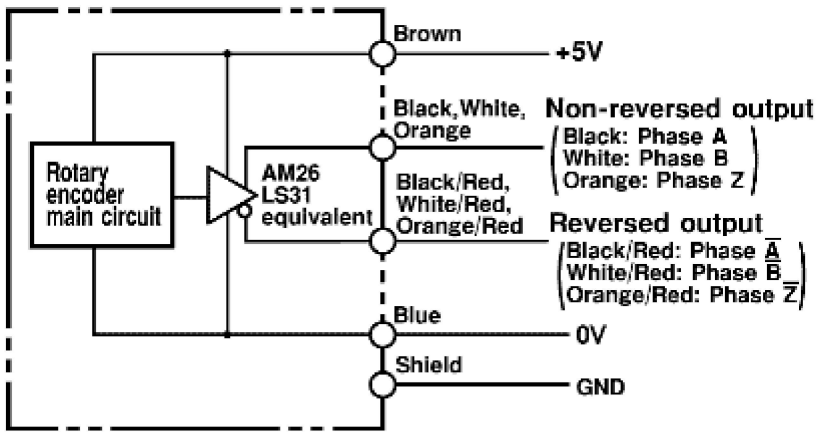 Brown
+5V
Black,White,
Orange
Non-reversed output
Black: Phase A
White: Phase B
Orange: Phase Z
Rotary
encoder
main circuit
AM26
LS31
equivalent
Black/Red,
White/Red,
Orange/Red
Reversed output
Black/Red: Phase A̅
White/Red: Phase B̅
Orange/Red: Phase Z̅
Blue
0V
Shield
GND